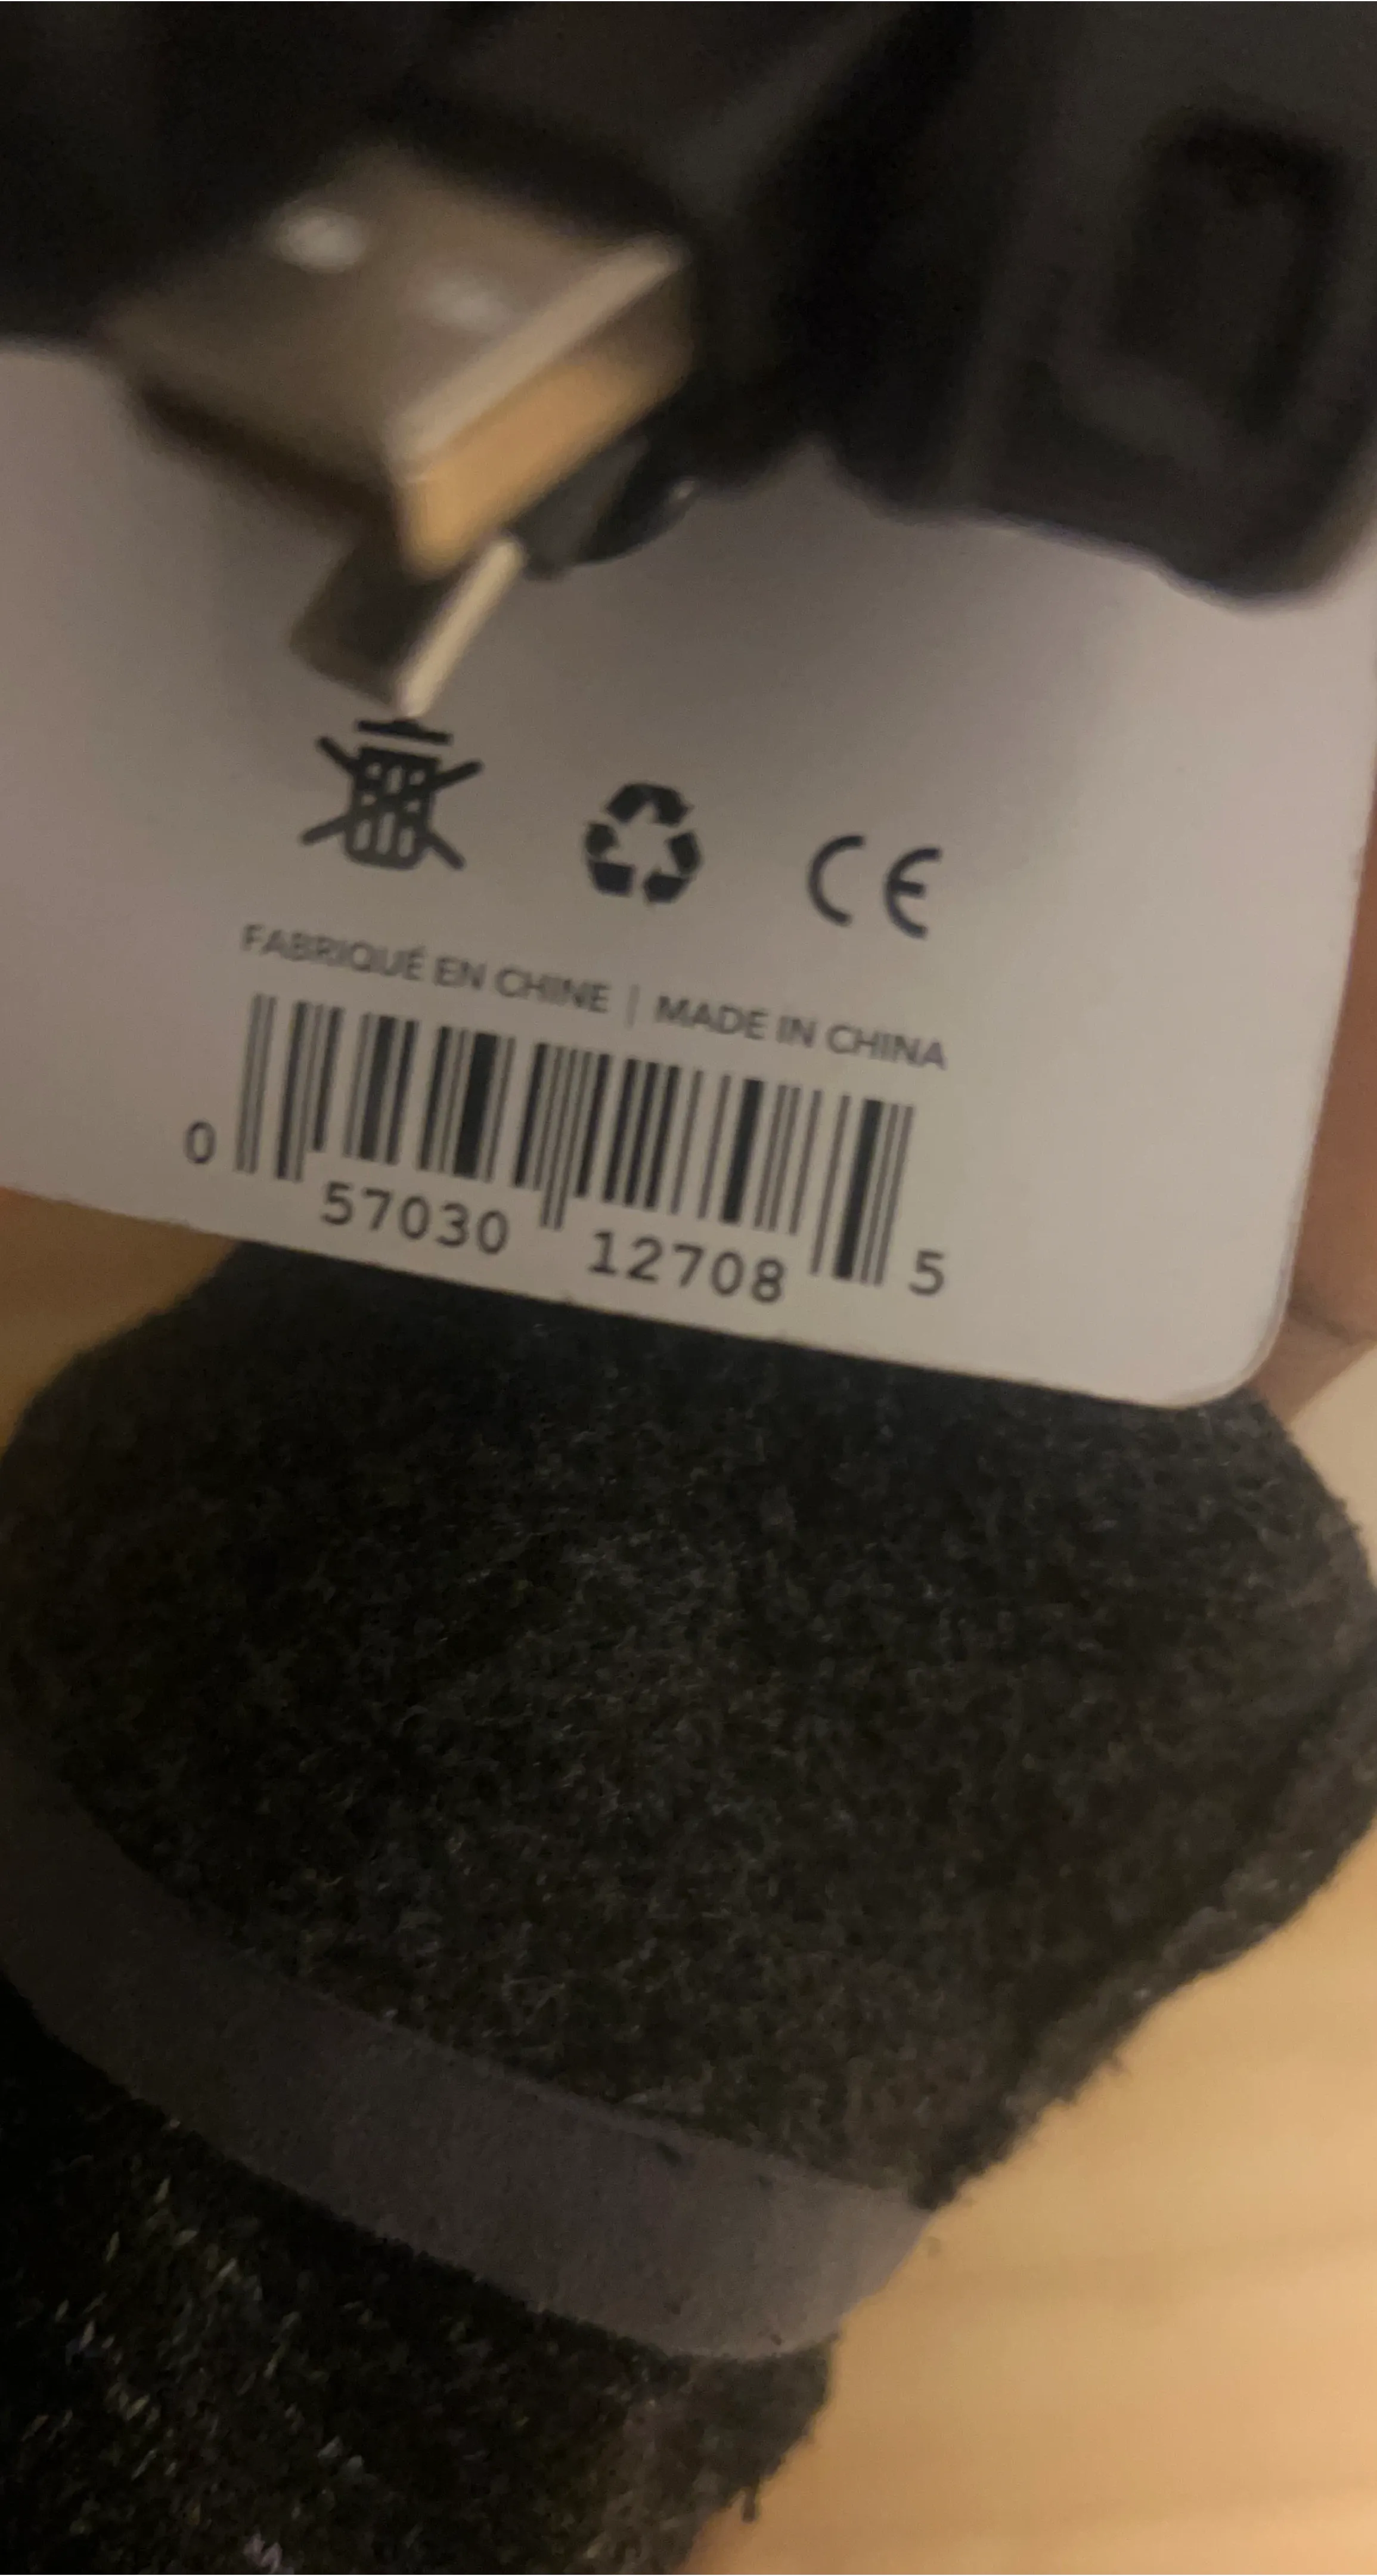 CE
FABRIQUÉ EN CHINE | MADE IN CHINA
0 57030 12708 5